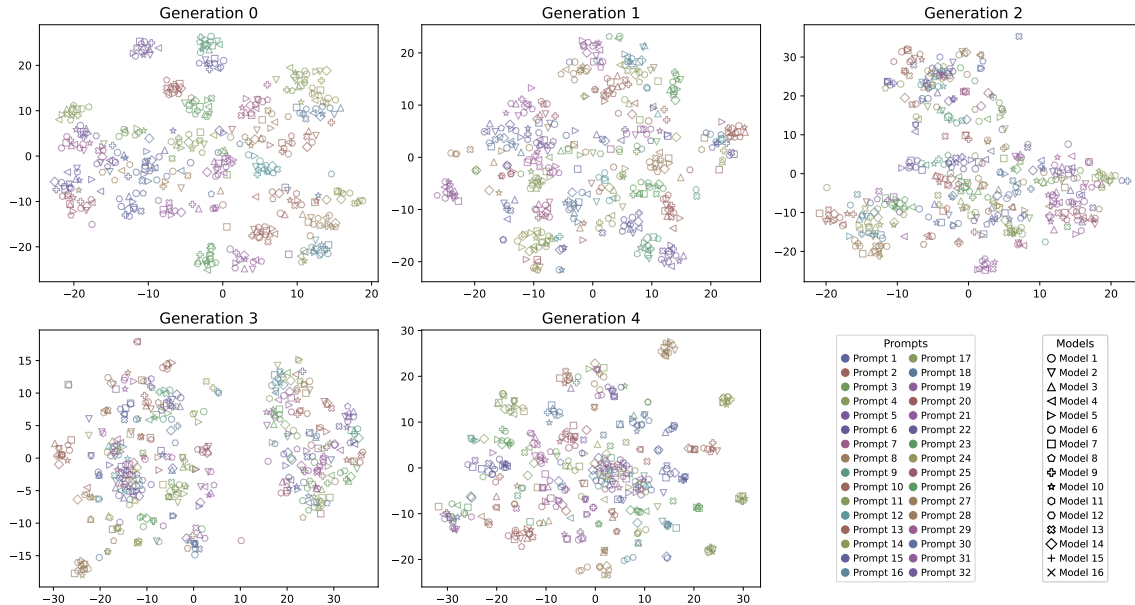 Generation 0
20
10
0
−10
−20
−20
−10
0
10
20
Generation 1
20
10
0
−10
−20
−20
−10
0
10
20
Generation 2
30
20
10
0
−10
−20
−20
−10
0
10
20
Generation 3
15
10
5
0
−5
−10
−15
−30
−20
−10
0
10
20
30
Generation 4
30
20
10
0
−10
−20
−30
−20
−10
0
10
20
30
Prompts
Prompt 1 Prompt 17
Prompt 2 Prompt 18
Prompt 3 Prompt 19
Prompt 4 Prompt 20
Prompt 5 Prompt 21
Prompt 6 Prompt 22
Prompt 7 Prompt 23
Prompt 8 Prompt 24
Prompt 9 Prompt 25
Prompt 10 Prompt 26
Prompt 11 Prompt 27
Prompt 12 Prompt 28
Prompt 13 Prompt 29
Prompt 14 Prompt 30
Prompt 15 Prompt 31
Prompt 16 Prompt 32
Models
Model 1
Model 2
Model 3
Model 4
Model 5
Model 6
Model 7
Model 8
Model 9
Model 10
Model 11
Model 12
Model 13
Model 14
Model 15
Model 16